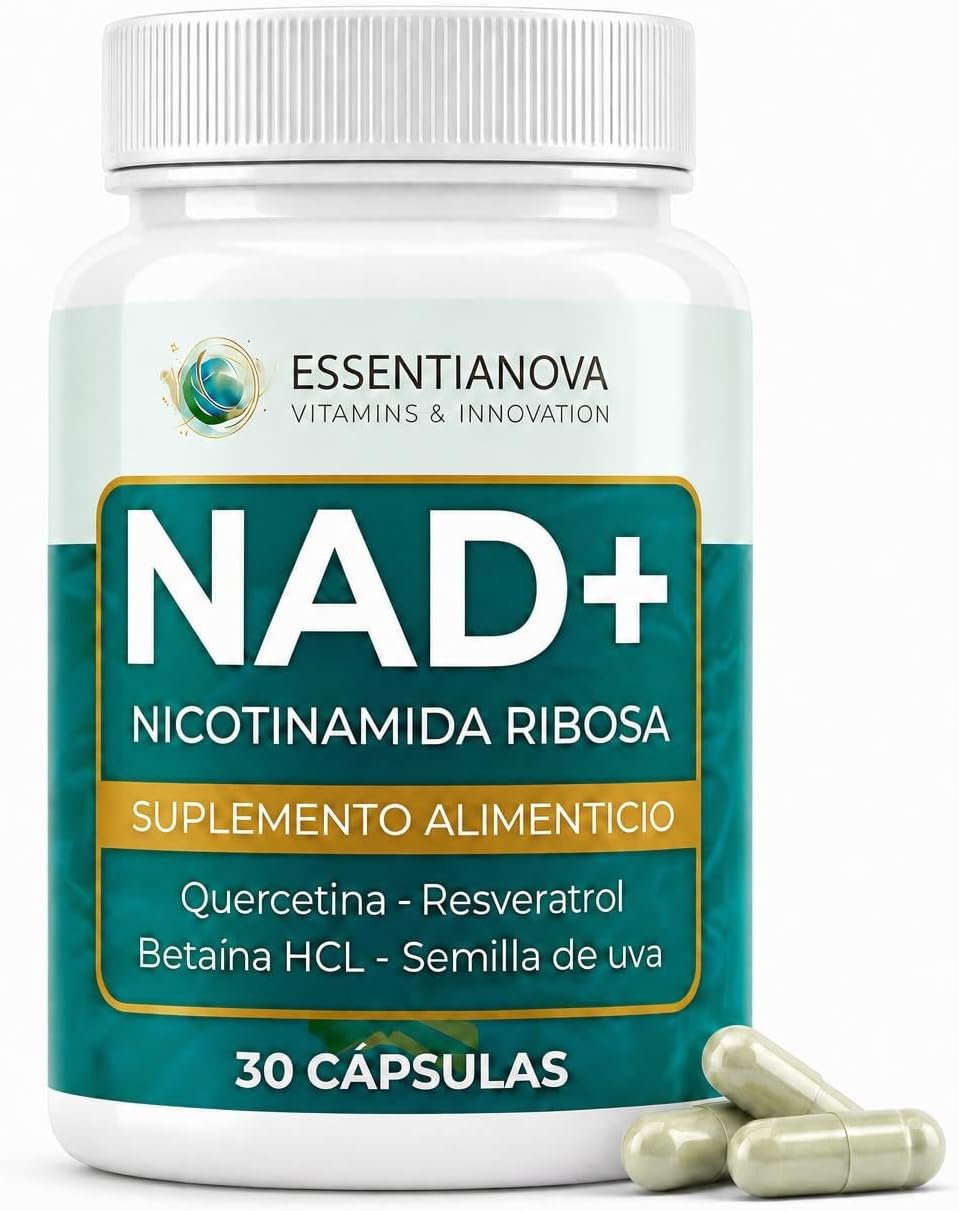 ESSENTIANOVA
VITAMINS & INNOVATION
NAD+
NICOTINAMIDA RIBOSA
SUPLEMENTO ALIMENTICIO
Quercetina - Resveratrol
Betaína HCL - Semilla de uva
30 CÁPSULAS